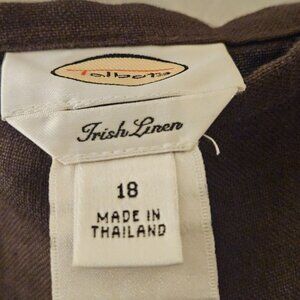 Talbots
Irish Linen
18
MADE IN
THAILAND